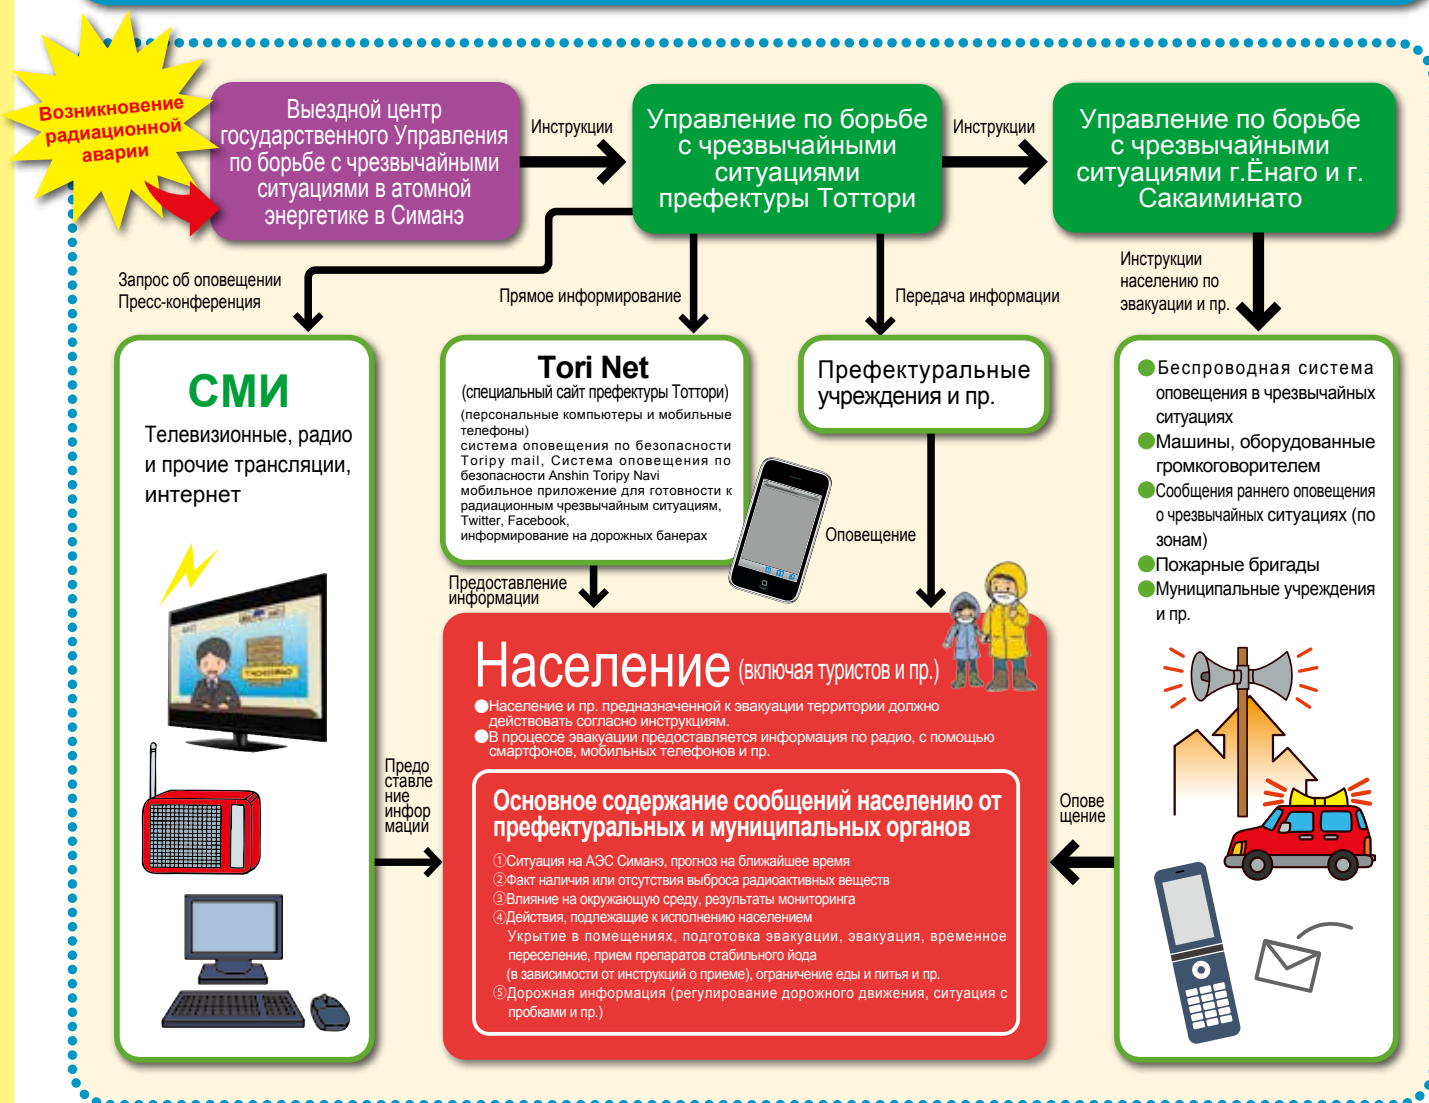 Возникновение
радиационной
аварии
Выездной центр
государственного Управления
по борьбе с чрезвычайными
ситуациями в атомной
энергетике в Симанэ
Инструкции
Управление по борьбе
с чрезвычайными
ситуациями
префектуры Тоттори
Инструкции
Управление по борьбе
с чрезвычайными
ситуациями г.Ёнаго и г.
Сакаиминато
Запрос об оповещении
Пресс-конференция
Прямое информирование
Передача информации
Инструкции
населению по
эвакуации и пр.
СМИ
Телевизионные, радио
и прочие трансляции,
интернет
Tori Net
(специальный сайт префектуры Тоттори)
(персональные компьютеры и мобильные
телефоны)
система оповещения по безопасности
Toripy mail, Система оповещения по
безопасности Anshin Toripy Navi
мобильное приложение для готовности к
радиационным чрезвычайным ситуациям,
Twitter, Facebook,
информирование на дорожных банерах
Префектуральные
учреждения и пр.
●Беспроводная система
оповещения в чрезвычайных
ситуациях
●Машины, оборудованные
громкоговорителем
●Сообщения раннего оповещения
о чрезвычайных ситуациях (по
зонам)
●Пожарные бригады
●Муниципальные учреждения
и пр.
Оповещение
Предоставление
информации
Население (включая туристов и пр.)
●Население и пр. предназначенной к эвакуации территории должно
действовать согласно инструкциям.
●В процессе эвакуации предоставляется информация по радио, с помощью
смартфонов, мобильных телефонов и пр.
Предо
ставле
ние
инфор
мации
Опове
щение
Основное содержание сообщений населению от
префектуральных и муниципальных органов
①Ситуация на АЭС Симанэ, прогноз на ближайшее время
②Факт наличия или отсутствия выброса радиоактивных веществ
③Влияние на окружающую среду, результаты мониторинга
④Действия, подлежащие к исполнению населением
Укрытие в помещениях, подготовка эвакуации, эвакуация, временное
переселение, прием препаратов стабильного йода
(в зависимости от инструкций о приеме), ограничение еды и питья и пр.
⑤Дорожная информация (регулирование дорожного движения, ситуация с
пробками и пр.)